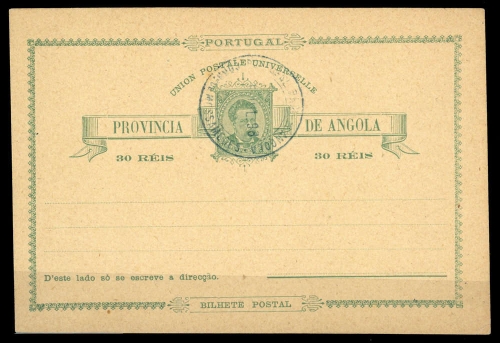 PORTUGAL
UNION POSTALE UNIVERSELLE
PROVINCIA DE ANGOLA
30 RÉIS 30 RÉIS
D'este lado só se escreve a direcção.
BILHETE POSTAL